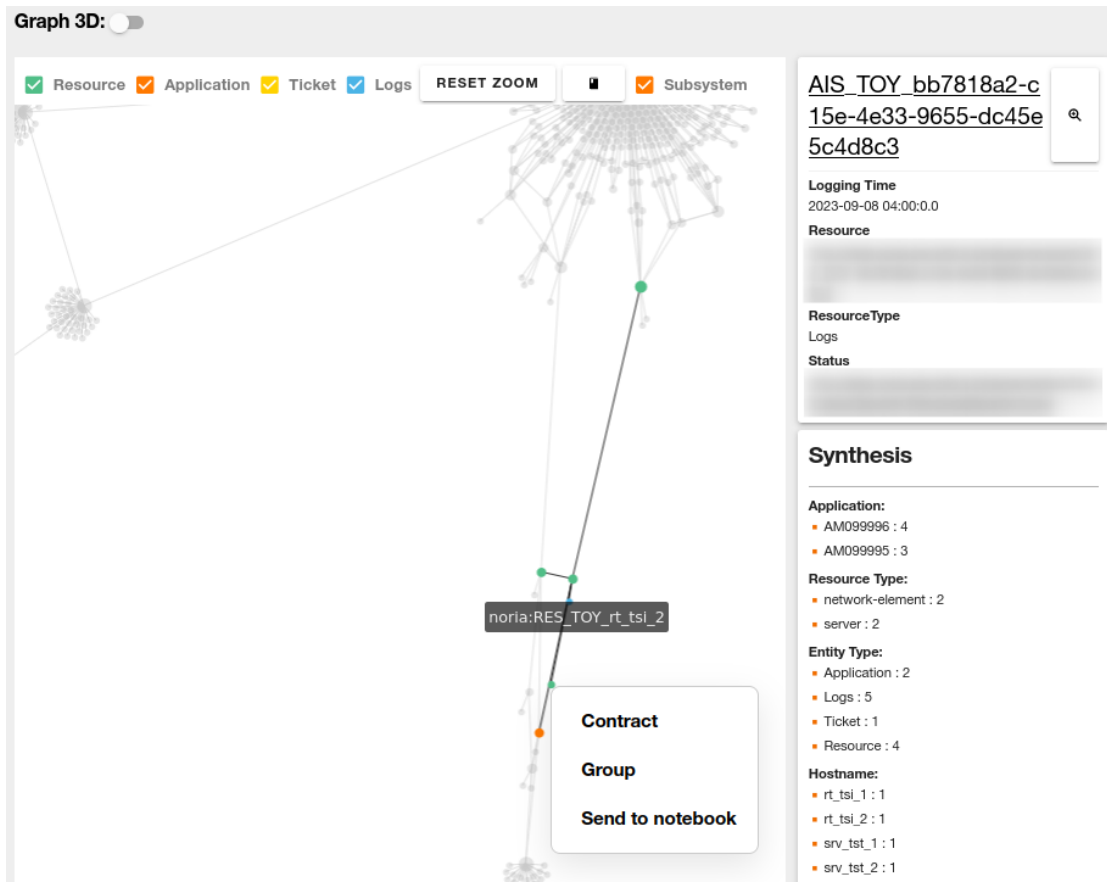 Graph 3D:
Resource Application Ticket Logs RESET ZOOM Subsystem
AIS_TOY_bb7818a2-c
15e-4e33-9655-dc45e
5c4d8c3
Logging Time
2023-09-08 04:00:0.0
Resource
ResourceType
Logs
Status
noria:RES_TOY_rt_tsi_2
Contract
Group
Send to notebook
Synthesis
Application:
AM099996 : 4
AM099995 : 3
Resource Type:
network-element : 2
server : 2
Entity Type:
Application : 2
Logs : 5
Ticket : 1
Resource : 4
Hostname:
rt_tsi_1 : 1
rt_tsi_2 : 1
srv_tst_1 : 1
srv_tst_2 : 1